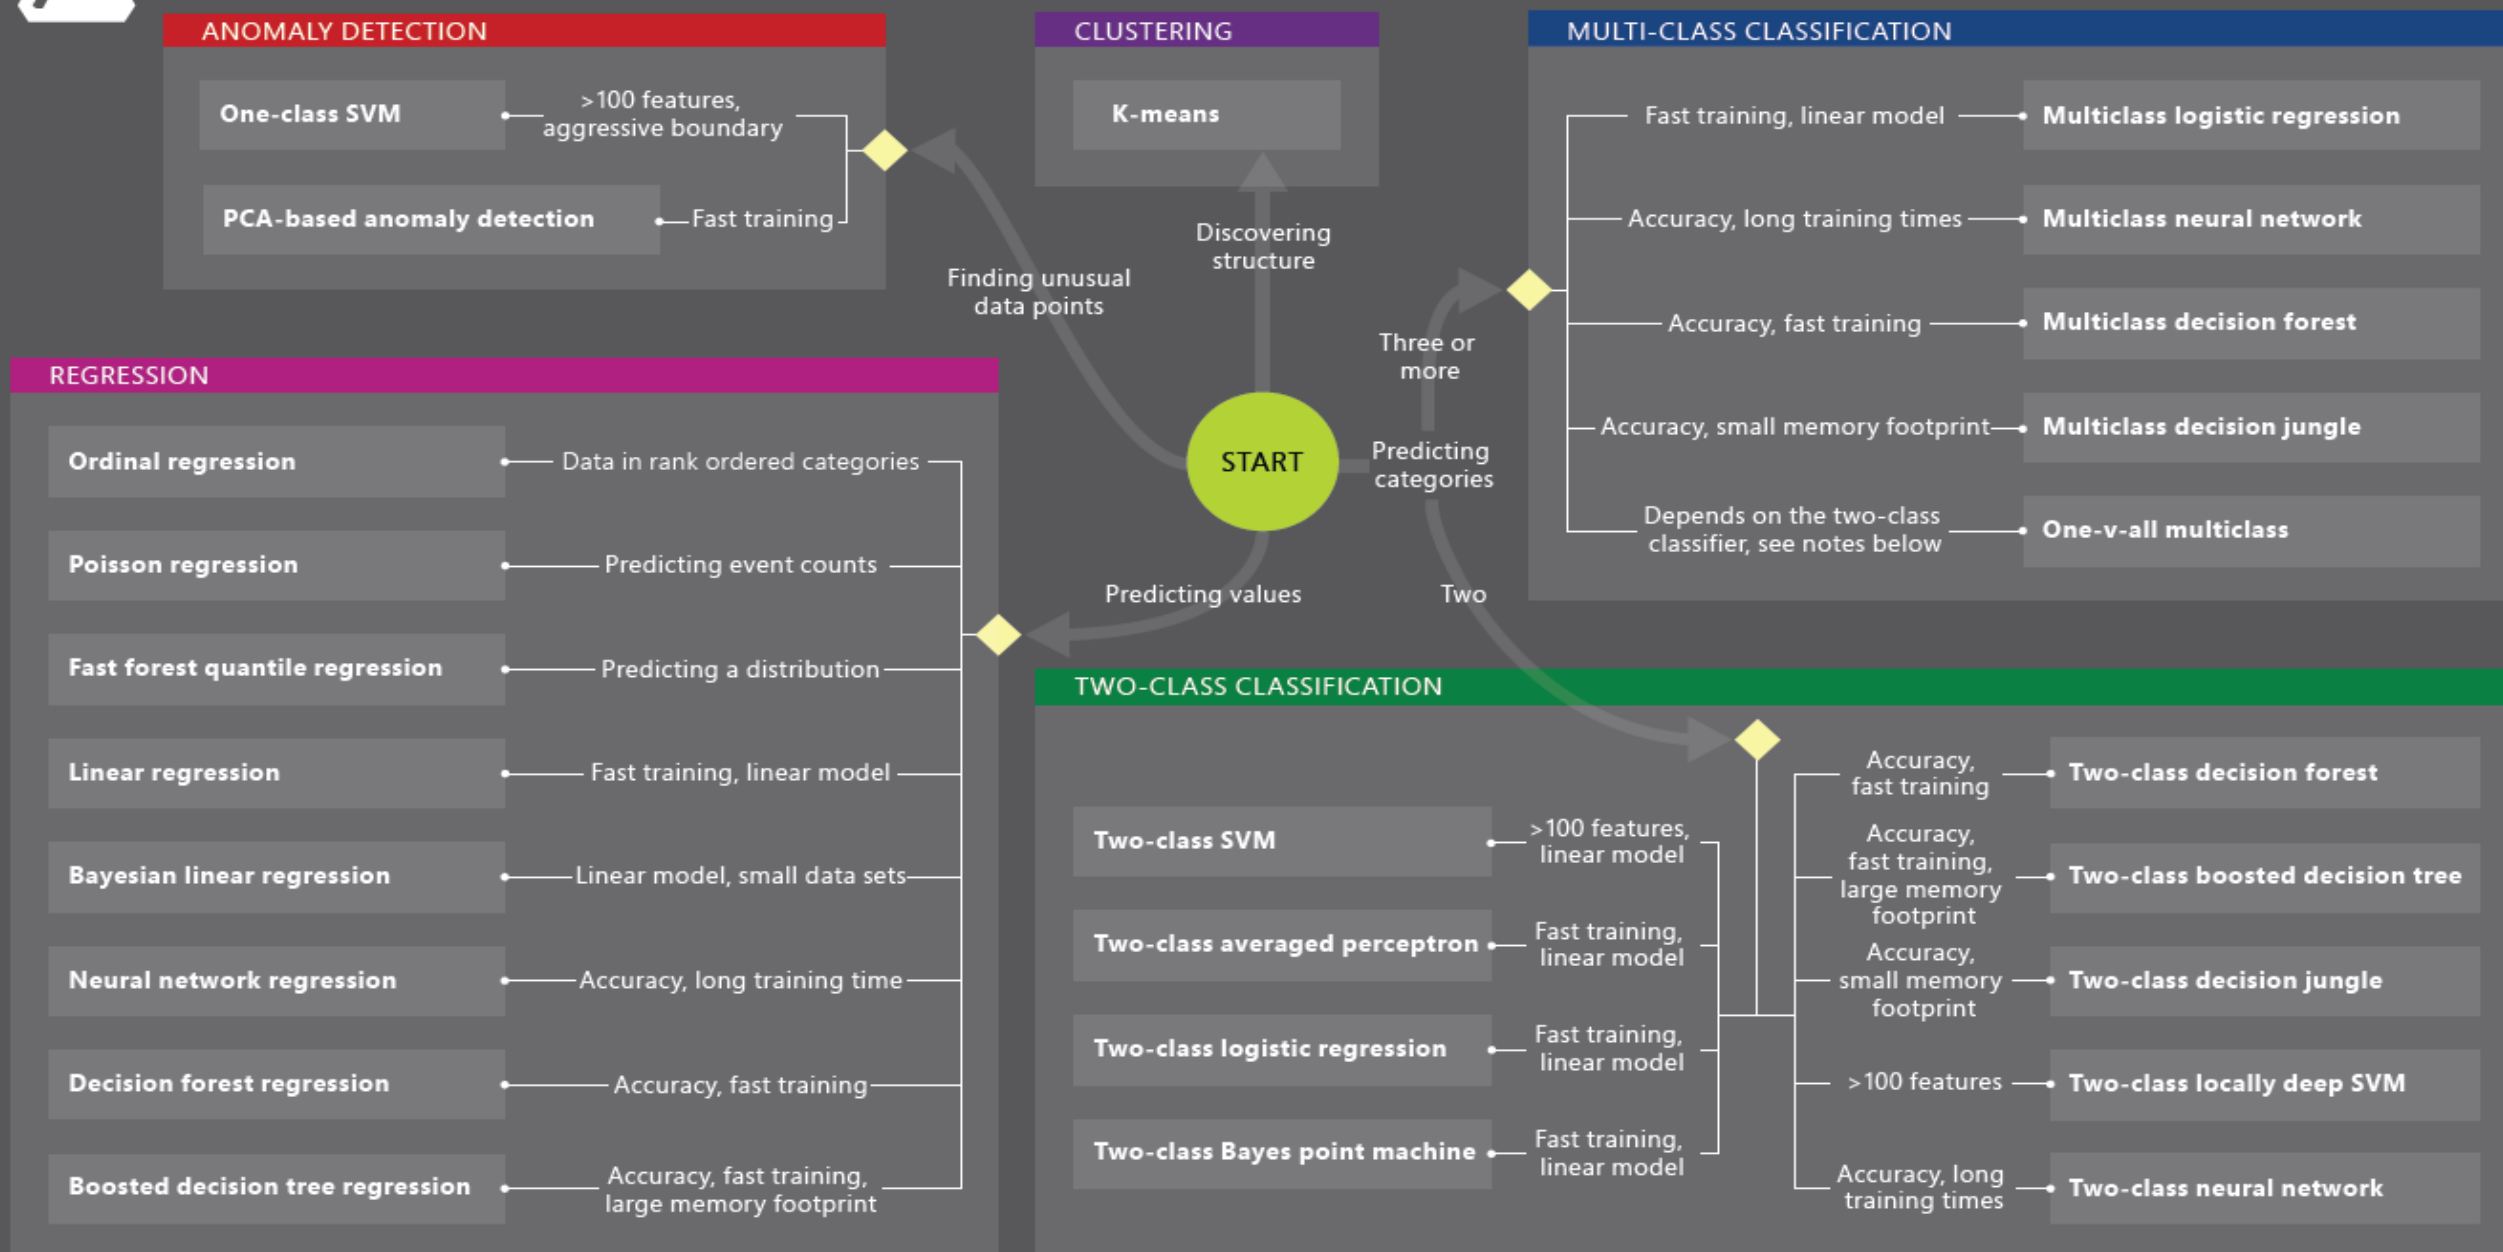 ANOMALY DETECTION
One-class SVM
>100 features,
aggressive boundary
PCA-based anomaly detection
Fast training
CLUSTERING
K-means
Discovering
structure
Finding unusual
data points
START
Predicting
categories
Three or
more
Two
Predicting values
MULTI-CLASS CLASSIFICATION
Fast training, linear model
Multiclass logistic regression
Accuracy, long training times
Multiclass neural network
Accuracy, fast training
Multiclass decision forest
Accuracy, small memory footprint
Multiclass decision jungle
Depends on the two-class
classifier, see notes below
One-v-all multiclass
REGRESSION
Ordinal regression
Data in rank ordered categories
Poisson regression
Predicting event counts
Fast forest quantile regression
Predicting a distribution
Linear regression
Fast training, linear model
Bayesian linear regression
Linear model, small data sets
Neural network regression
Accuracy, long training time
Decision forest regression
Accuracy, fast training
Boosted decision tree regression
Accuracy, fast training,
large memory footprint
TWO-CLASS CLASSIFICATION
Two-class SVM
>100 features,
linear model
Two-class averaged perceptron
Fast training,
linear model
Two-class logistic regression
Fast training,
linear model
Two-class Bayes point machine
Fast training,
linear model
Accuracy,
fast training
Two-class decision forest
Accuracy,
fast training,
large memory
footprint
Two-class boosted decision tree
Accuracy,
small memory
footprint
Two-class decision jungle
>100 features
Two-class locally deep SVM
Accuracy, long
training times
Two-class neural network